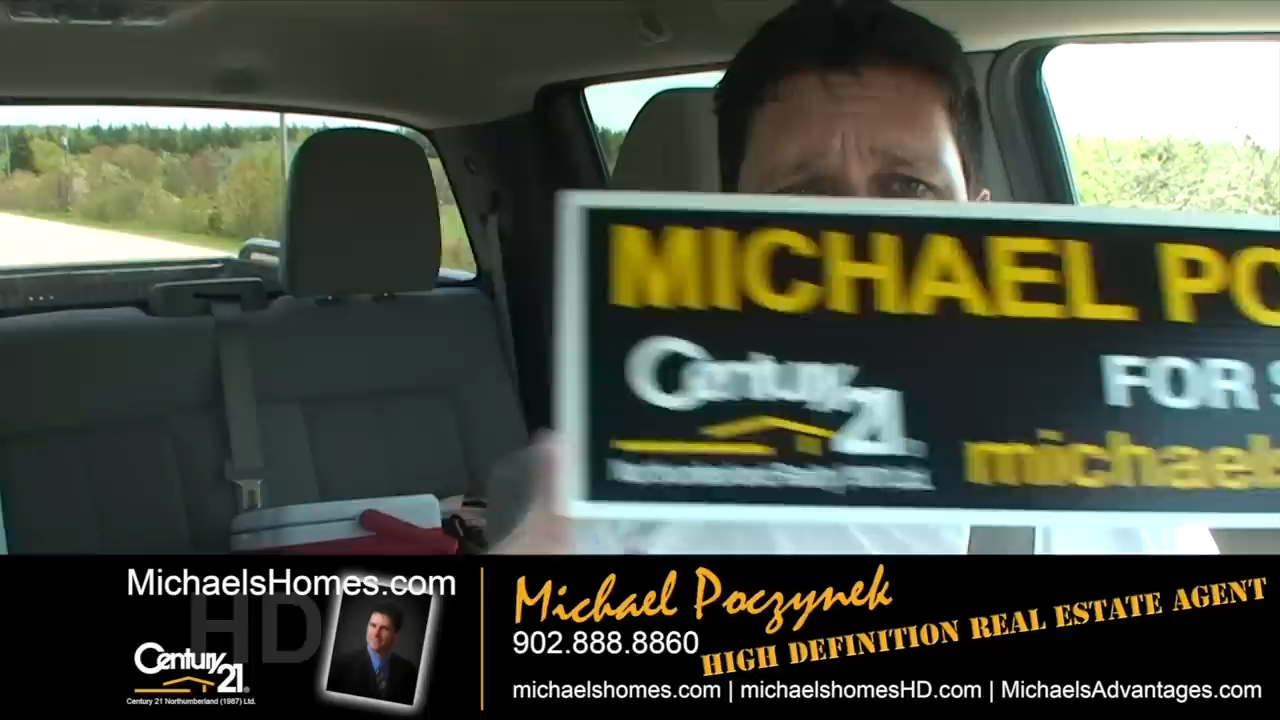 MICHAEL PO
Century 21
FOR S
michaels
MichaelsHomes.com
HD
Century 21
Century 21 Northumberland (1987) Ltd.
Michael Poczynek
902.888.8860
HIGH DEFINITION REAL ESTATE AGENT
michaelshomes.com | michaelshomesHD.com | MichaelsAdvantages.com